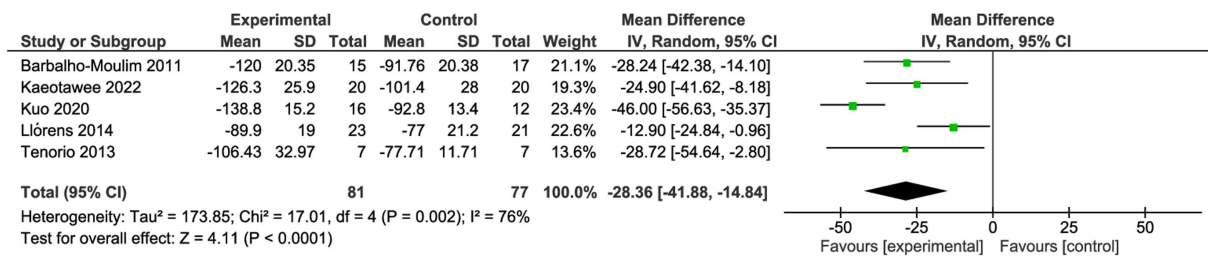 Experimental Control Mean Difference Mean Difference
Study or Subgroup Mean SD Total Mean SD Total Weight IV, Random, 95% CI IV, Random, 95% CI
Barbalho-Moulim 2011 -120 20.35 15 -91.76 20.38 17 21.1% -28.24 [-42.38, -14.10]
Kaeotawee 2022 -126.3 25.9 20 -101.4 28 20 19.3% -24.90 [-41.62, -8.18]
Kuo 2020 -138.8 15.2 16 -92.8 13.4 12 23.4% -46.00 [-56.63, -35.37]
Llórens 2014 -89.9 19 23 -77 21.2 21 22.6% -12.90 [-24.84, -0.96]
Tenorio 2013 -106.43 32.97 7 -77.71 11.71 7 13.6% -28.72 [-54.64, -2.80]
Total (95% CI) 81 77 100.0% -28.36 [-41.88, -14.84]
Heterogeneity: Tau² = 173.85; Chi² = 17.01, df = 4 (P = 0.002); I² = 76%
Test for overall effect: Z = 4.11 (P < 0.0001)
-50 -25 0 25 50
Favours [experimental] Favours [control]